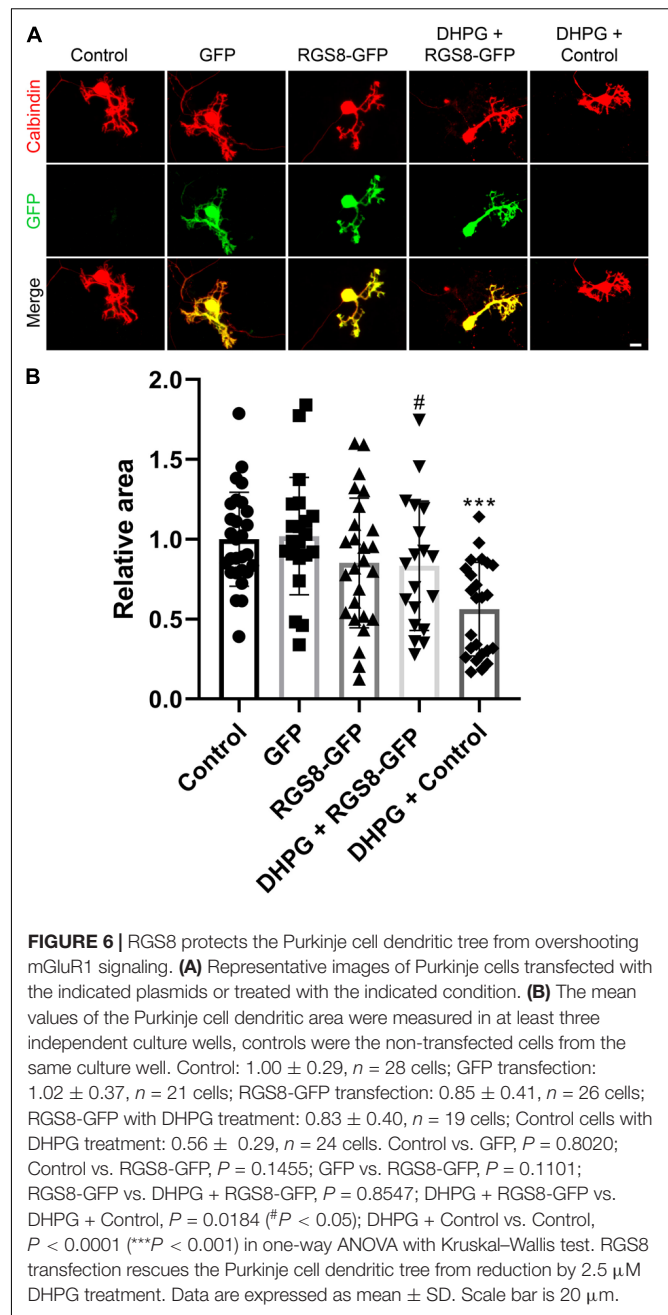 A
Control GFP RGS8-GFP DHPG + RGS8-GFP DHPG + Control
Calbindin
GFP
Merge
B
#
***
2.0
1.5
1.0
0.5
0.0
Relative area
Control
GFP
RGS8-GFP
DHPG + RGS8-GFP
DHPG + Control
FIGURE 6 | RGS8 protects the Purkinje cell dendritic tree from overshooting
mGluR1 signaling. (A) Representative images of Purkinje cells transfected with
the indicated plasmids or treated with the indicated condition. (B) The mean
values of the Purkinje cell dendritic area were measured in at least three
independent culture wells, controls were the non-transfected cells from the
same culture well. Control: 1.00 ± 0.29, n = 28 cells; GFP transfection:
1.02 ± 0.37, n = 21 cells; RGS8-GFP transfection: 0.85 ± 0.41, n = 26 cells;
RGS8-GFP with DHPG treatment: 0.83 ± 0.40, n = 19 cells; Control cells with
DHPG treatment: 0.56 ± 0.29, n = 24 cells. Control vs. GFP, P = 0.8020;
Control vs. RGS8-GFP, P = 0.1455; GFP vs. RGS8-GFP, P = 0.1101;
RGS8-GFP vs. DHPG + RGS8-GFP, P = 0.8547; DHPG + RGS8-GFP vs.
DHPG + Control, P = 0.0184 (#P < 0.05); DHPG + Control vs. Control,
P < 0.0001 (***P < 0.001) in one-way ANOVA with Kruskal–Wallis test. RGS8
transfection rescues the Purkinje cell dendritic tree from reduction by 2.5 μM
DHPG treatment. Data are expressed as mean ± SD. Scale bar is 20 μm.